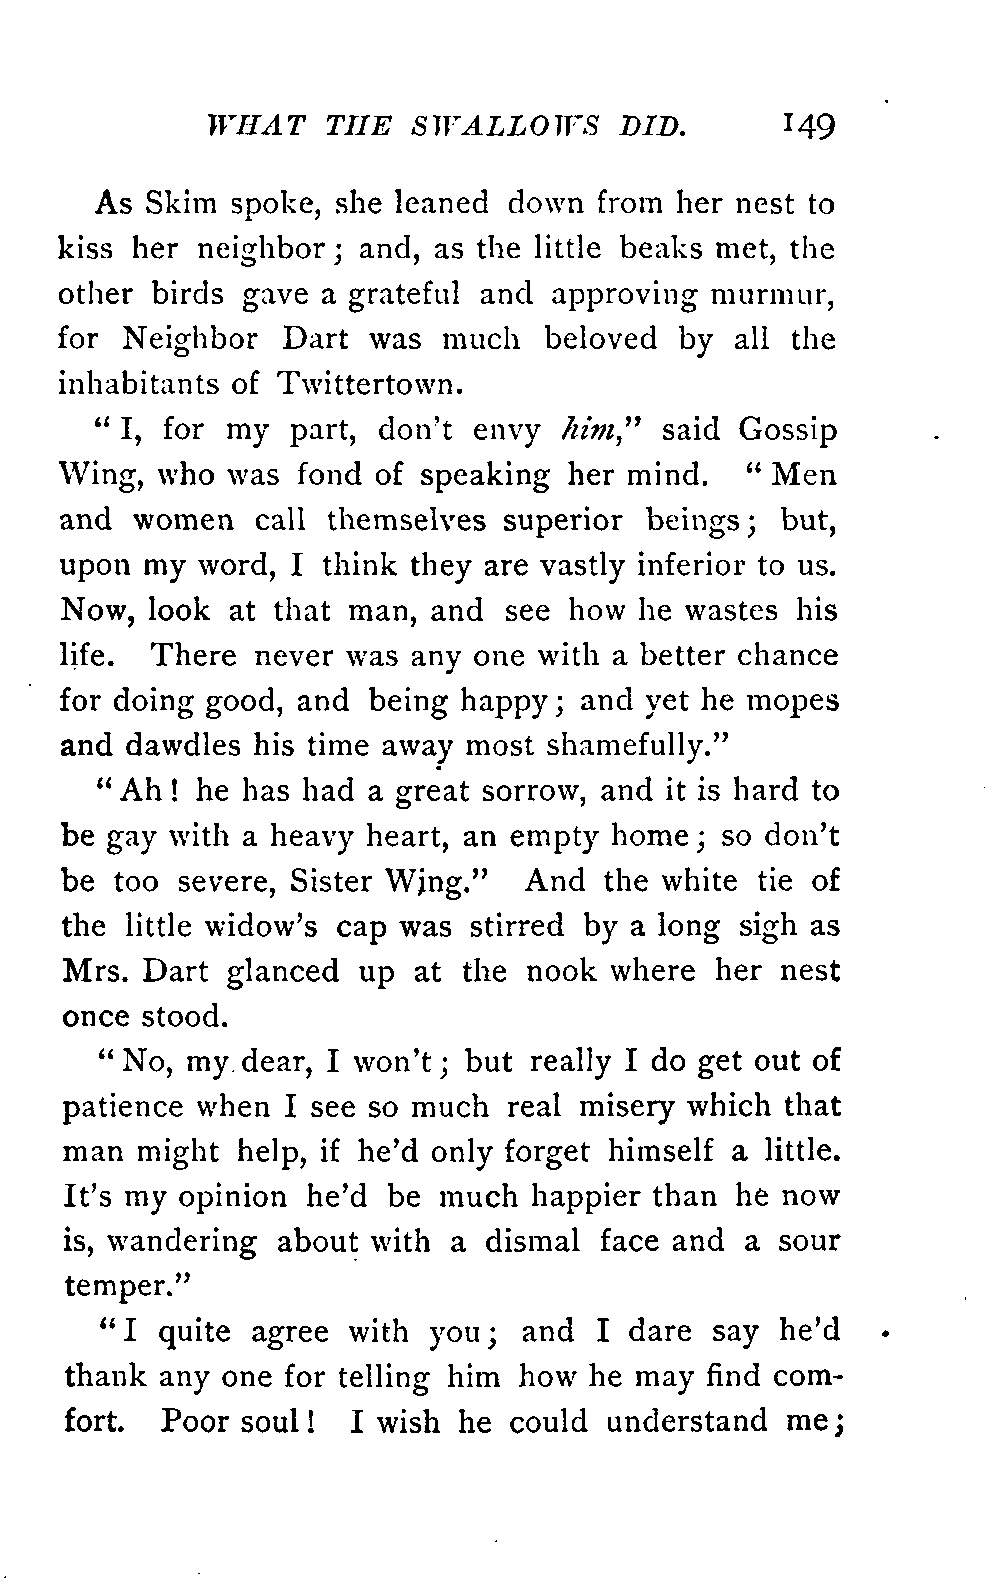 WHAT THE SWALLOWS DID. 149
As Skim spoke, she leaned down from her nest to
kiss her neighbor; and, as the little beaks met, the
other birds gave a grateful and approving murmur,
for Neighbor Dart was much beloved by all the
inhabitants of Twittertown.
"I, for my part, don't envy him," said Gossip
Wing, who was fond of speaking her mind. "Men
and women call themselves superior beings; but,
upon my word, I think they are vastly inferior to us.
Now, look at that man, and see how he wastes his
life. There never was any one with a better chance
for doing good, and being happy; and yet he mopes
and dawdles his time away most shamefully."
"Ah! he has had a great sorrow, and it is hard to
be gay with a heavy heart, an empty home; so don't
be too severe, Sister Wing." And the white tie of
the little widow's cap was stirred by a long sigh as
Mrs. Dart glanced up at the nook where her nest
once stood.
"No, my dear, I won't; but really I do get out of
patience when I see so much real misery which that
man might help, if he'd only forget himself a little.
It's my opinion he'd be much happier than he now
is, wandering about with a dismal face and a sour
temper."
"I quite agree with you; and I dare say he'd
thank any one for telling him how he may find com-
fort. Poor soul! I wish he could understand me;